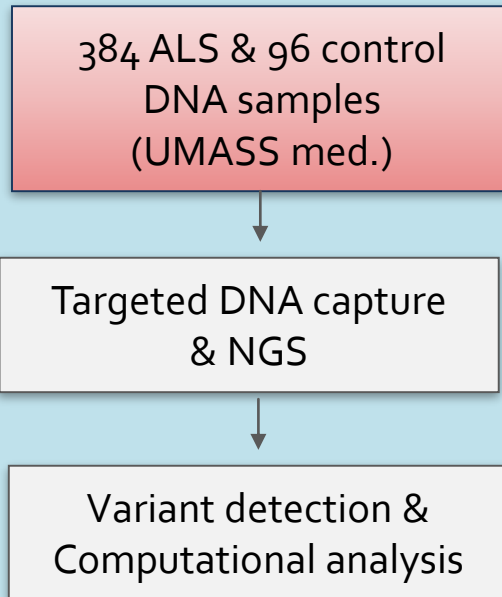 384 ALS & 96 control
DNA samples
(UMASS med.)
Targeted DNA capture
& NGS
Variant detection &
Computational analysis